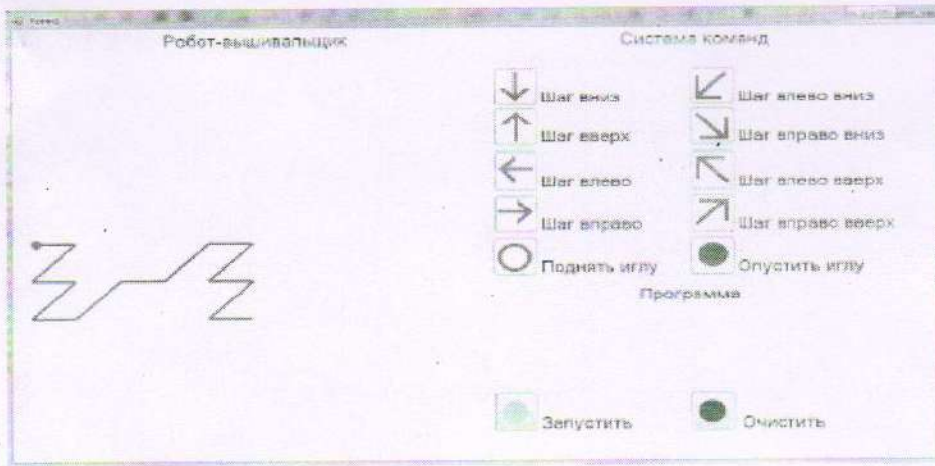 Робот-вышивальщик
Система команд
Шаг вниз
Шаг влево вниз
Шаг вверх
Шаг вправо вниз
Шаг влево
Шаг влево вверх
Шаг вправо
Шаг вправо вверх
Поднять иглу
Опустить иглу
Программа
Запустить
Очистить